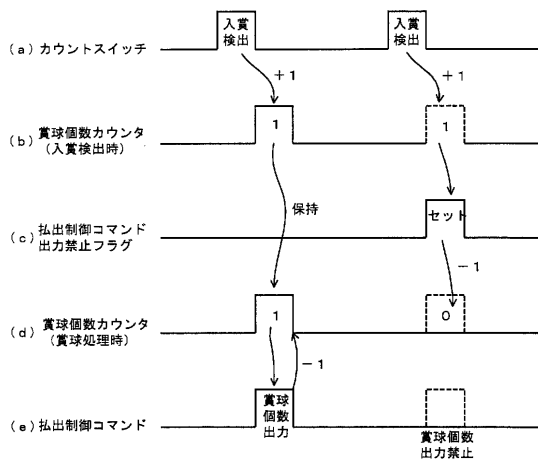 入賞
検出
入賞
検出
(a) カウントスイッチ
+1
+1
(b) 賞球個数カウンタ
(入賞検出時)
1
1
保持
セット
(c) 払出制御コマンド
出力禁止フラグ
-1
(d) 賞球個数カウンタ
(賞球処理時)
1
0
-1
(e) 払出制御コマンド
賞球
個数
出力
賞球個数
出力禁止